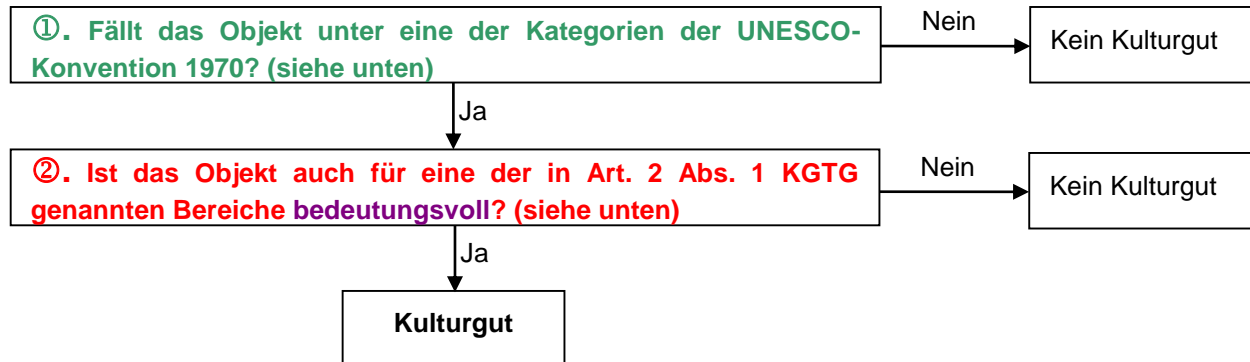 ①. Fällt das Objekt unter eine der Kategorien der UNESCO-
Konvention 1970? (siehe unten)
Nein
Kein Kulturgut
Ja
②. Ist das Objekt auch für eine der in Art. 2 Abs. 1 KGTG
genannten Bereiche bedeutungsvoll? (siehe unten)
Nein
Kein Kulturgut
Ja
Kulturgut